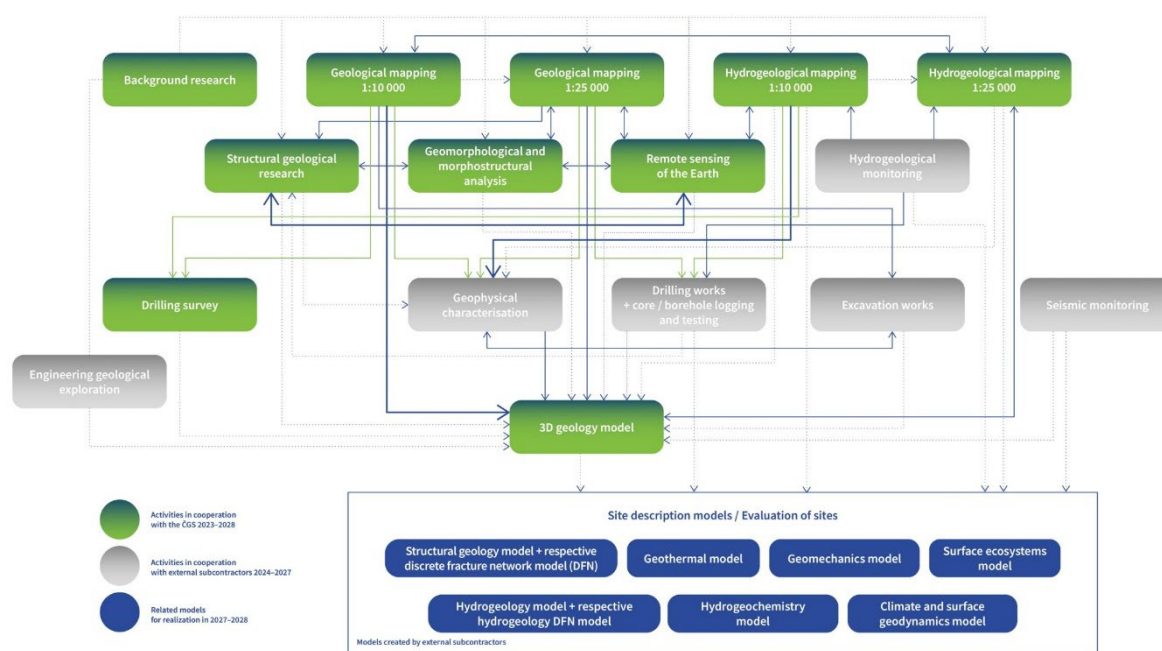 Background research
Geological mapping
1:10 000
Geological mapping
1:25 000
Hydrogeological mapping
1:10 000
Hydrogeological mapping
1:25 000
Structural geological
research
Geomorphological and
morphostructural
analysis
Remote sensing
of the Earth
Hydrogeological
monitoring
Drilling survey
Geophysical
characterisation
Drilling works
+ core / borehole logging
and testing
Excavation works
Seismic monitoring
Engineering geological
exploration
3D geology model
Activities in cooperation
with the ČGS 2023–2028
Activities in cooperation
with external subcontractors 2024–2027
Related models
for realization in 2027–2028
Site description models / Evaluation of sites
Structural geology model + respective
discrete fracture network model (DFN)
Geothermal model
Geomechanics model
Surface ecosystems
model
Hydrogeology model + respective
hydrogeology DFN model
Hydrogeochemistry
model
Climate and surface
geodynamics model
Models created by external subcontractors